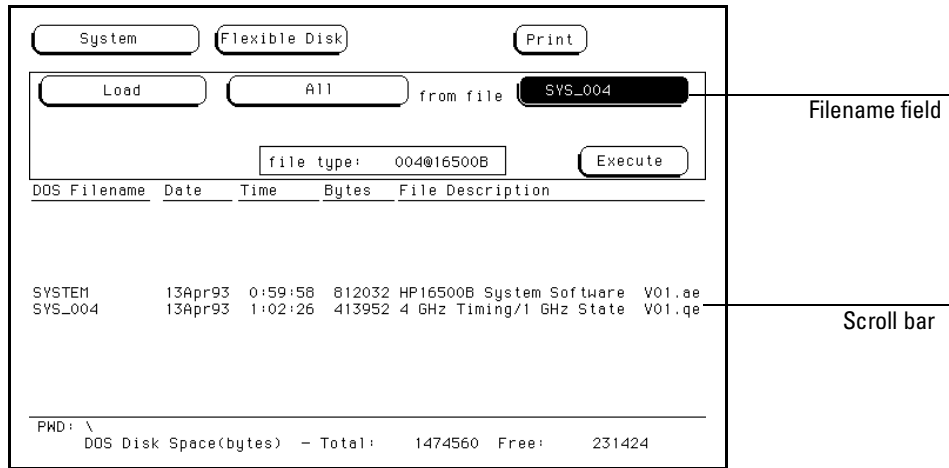 System Flexible Disk Print
Load All from file SYS_004
Filename field
file type: 004@16500B Execute
DOS Filename Date Time Bytes File Description
SYSTEM 13Apr93 0:59:58 812032 HP16500B System Software V01.ae
SYS_004 13Apr93 1:02:26 413952 4 GHz Timing/1 GHz State V01.qe
Scroll bar
PWD: \
DOS Disk Space(bytes) - Total: 1474560 Free: 231424